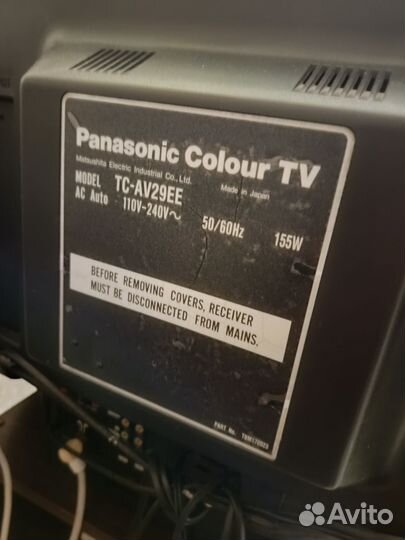 Panasonic Colour TV
Matsushita Electric Industrial Co., Ltd. Made in Japan
MODEL TC-AV29EE
AC Auto 110V~240V~ 50/60Hz 155W
BEFORE REMOVING COVERS, RECEIVER
MUST BE DISCONNECTED FROM MAINS.
PART No. TBM170023
Avito